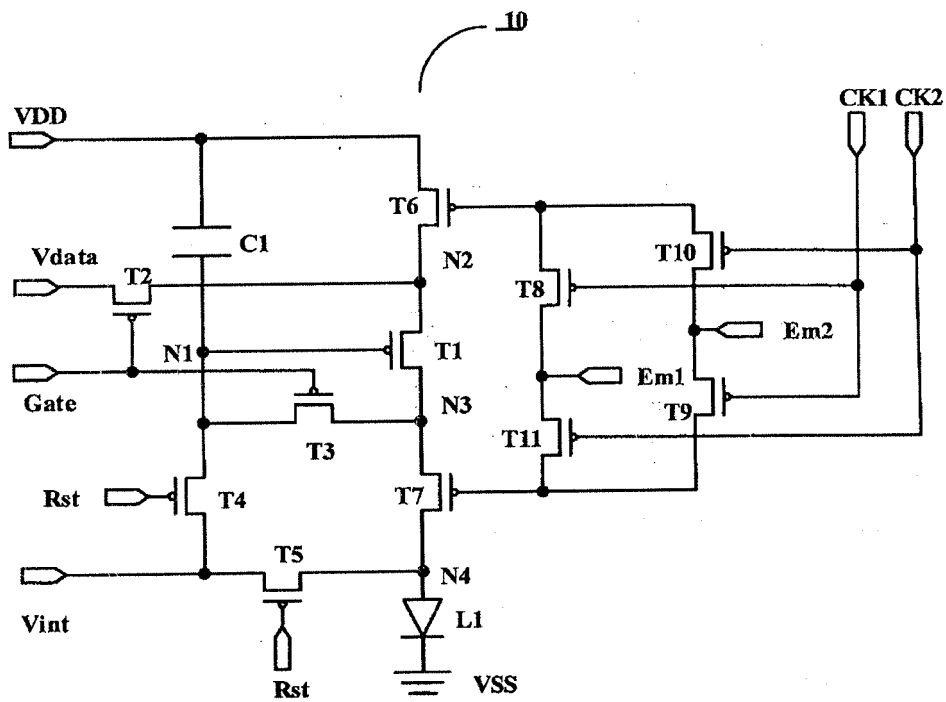 10
VDD
CK1 CK2
T6
C1
N2
T10
Vdata
T2
T8
Em2
N1
T1
Em1
Gate
N3
T9
T3
T11
Rst
T4
T7
T5
N4
Vint
L1
Rst
VSS